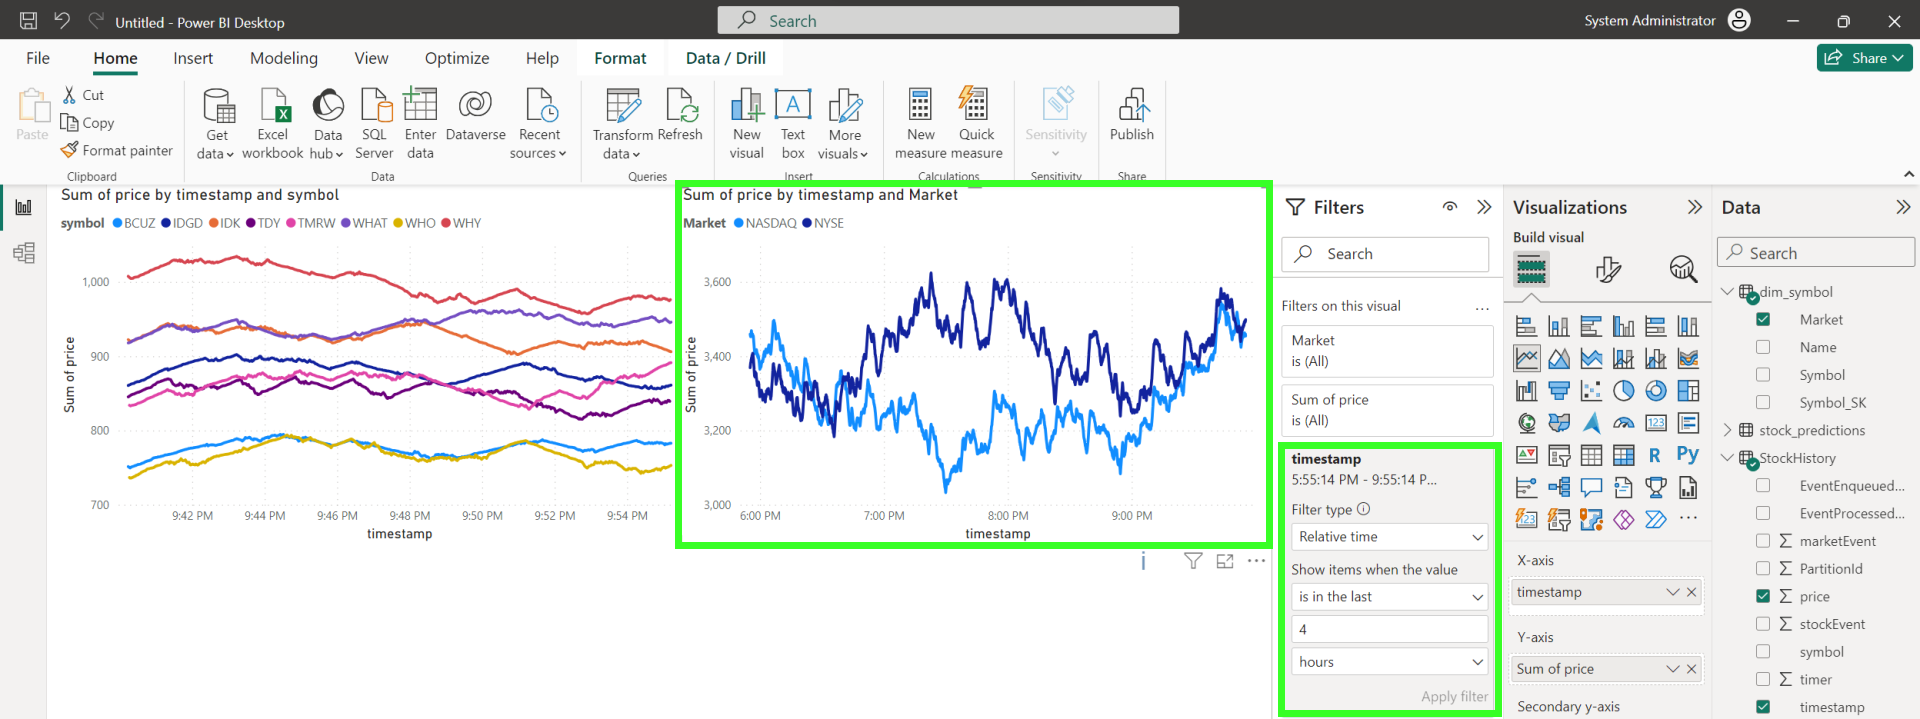 Untitled - Power BI Desktop
Search
System Administrator
File
Home
Insert
Modeling
View
Optimize
Help
Format
Data / Drill
Share
Paste
Cut
Copy
Format painter
Clipboard
Get data
Excel workbook
Data hub
SQL Server
Enter data
Dataverse
Recent sources
Data
Transform data
Refresh
Queries
New visual
A
Text box
More visuals
Insert
New measure
Quick measure
Calculations
Sensitivity
Sensitivity
Publish
Share
Sum of price by timestamp and symbol
symbol BCUZ IDGD IDK TDY TMRW WHAT WHO WHY
Sum of price
1,000
900
800
700
9:42 PM 9:44 PM 9:46 PM 9:48 PM 9:50 PM 9:52 PM 9:54 PM
timestamp
Sum of price by timestamp and Market
Market NASDAQ NYSE
Sum of price
3,600
3,400
3,200
3,000
6:00 PM 7:00 PM 8:00 PM 9:00 PM
timestamp
Filters
Search
Filters on this visual
Market
is (All)
Sum of price
is (All)
timestamp
5:55:14 PM - 9:55:14 P...
Filter type
Relative time
Show items when the value
is in the last
4
hours
Apply filter
Visualizations
Build visual
123
R
Py
123
X-axis
timestamp
Y-axis
Sum of price
Secondary y-axis
Data
Search
dim_symbol
Market
Name
Symbol
Symbol_SK
stock_predictions
StockHistory
EventEnqueued...
EventProcessed...
marketEvent
PartitionId
price
stockEvent
symbol
timer
timestamp